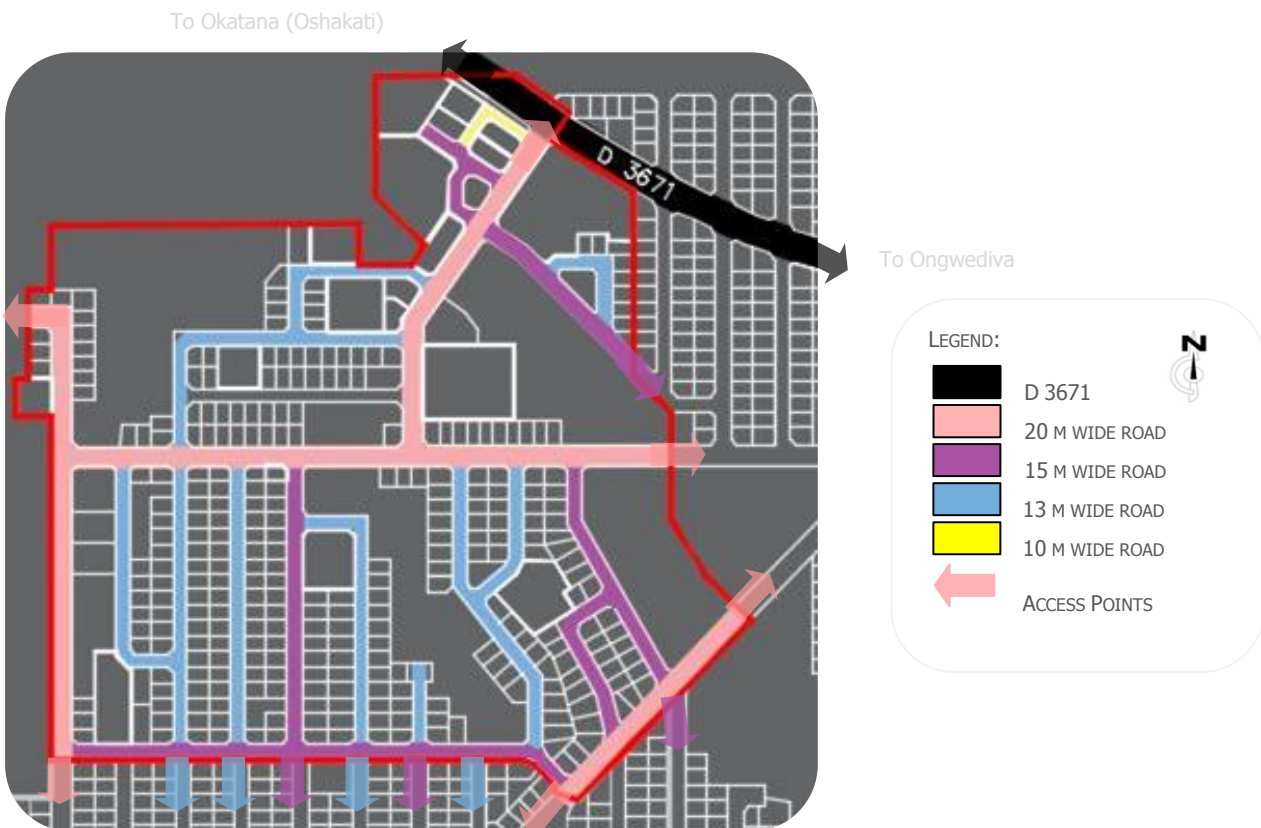 To Okatana (Oshakati)
D 3671
To Ongwediva
LEGEND:
N
D 3671
20 M WIDE ROAD
15 M WIDE ROAD
13 M WIDE ROAD
10 M WIDE ROAD
ACCESS POINTS